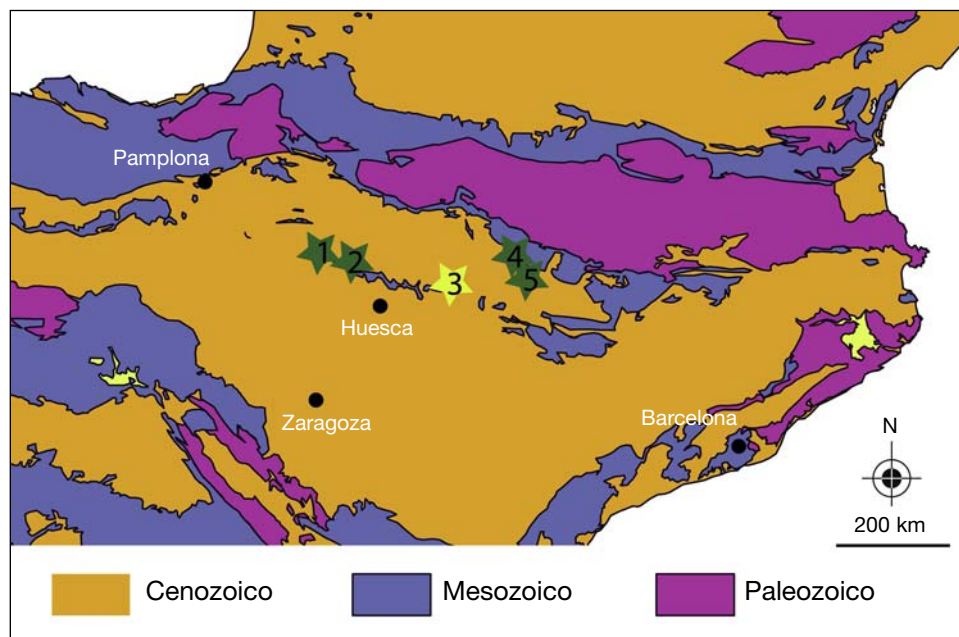 Pamplona
1
2
3
4
5
Huesca
Zaragoza
Barcelona
N
200 km
Cenozoico
Mesozoico
Paleozoico